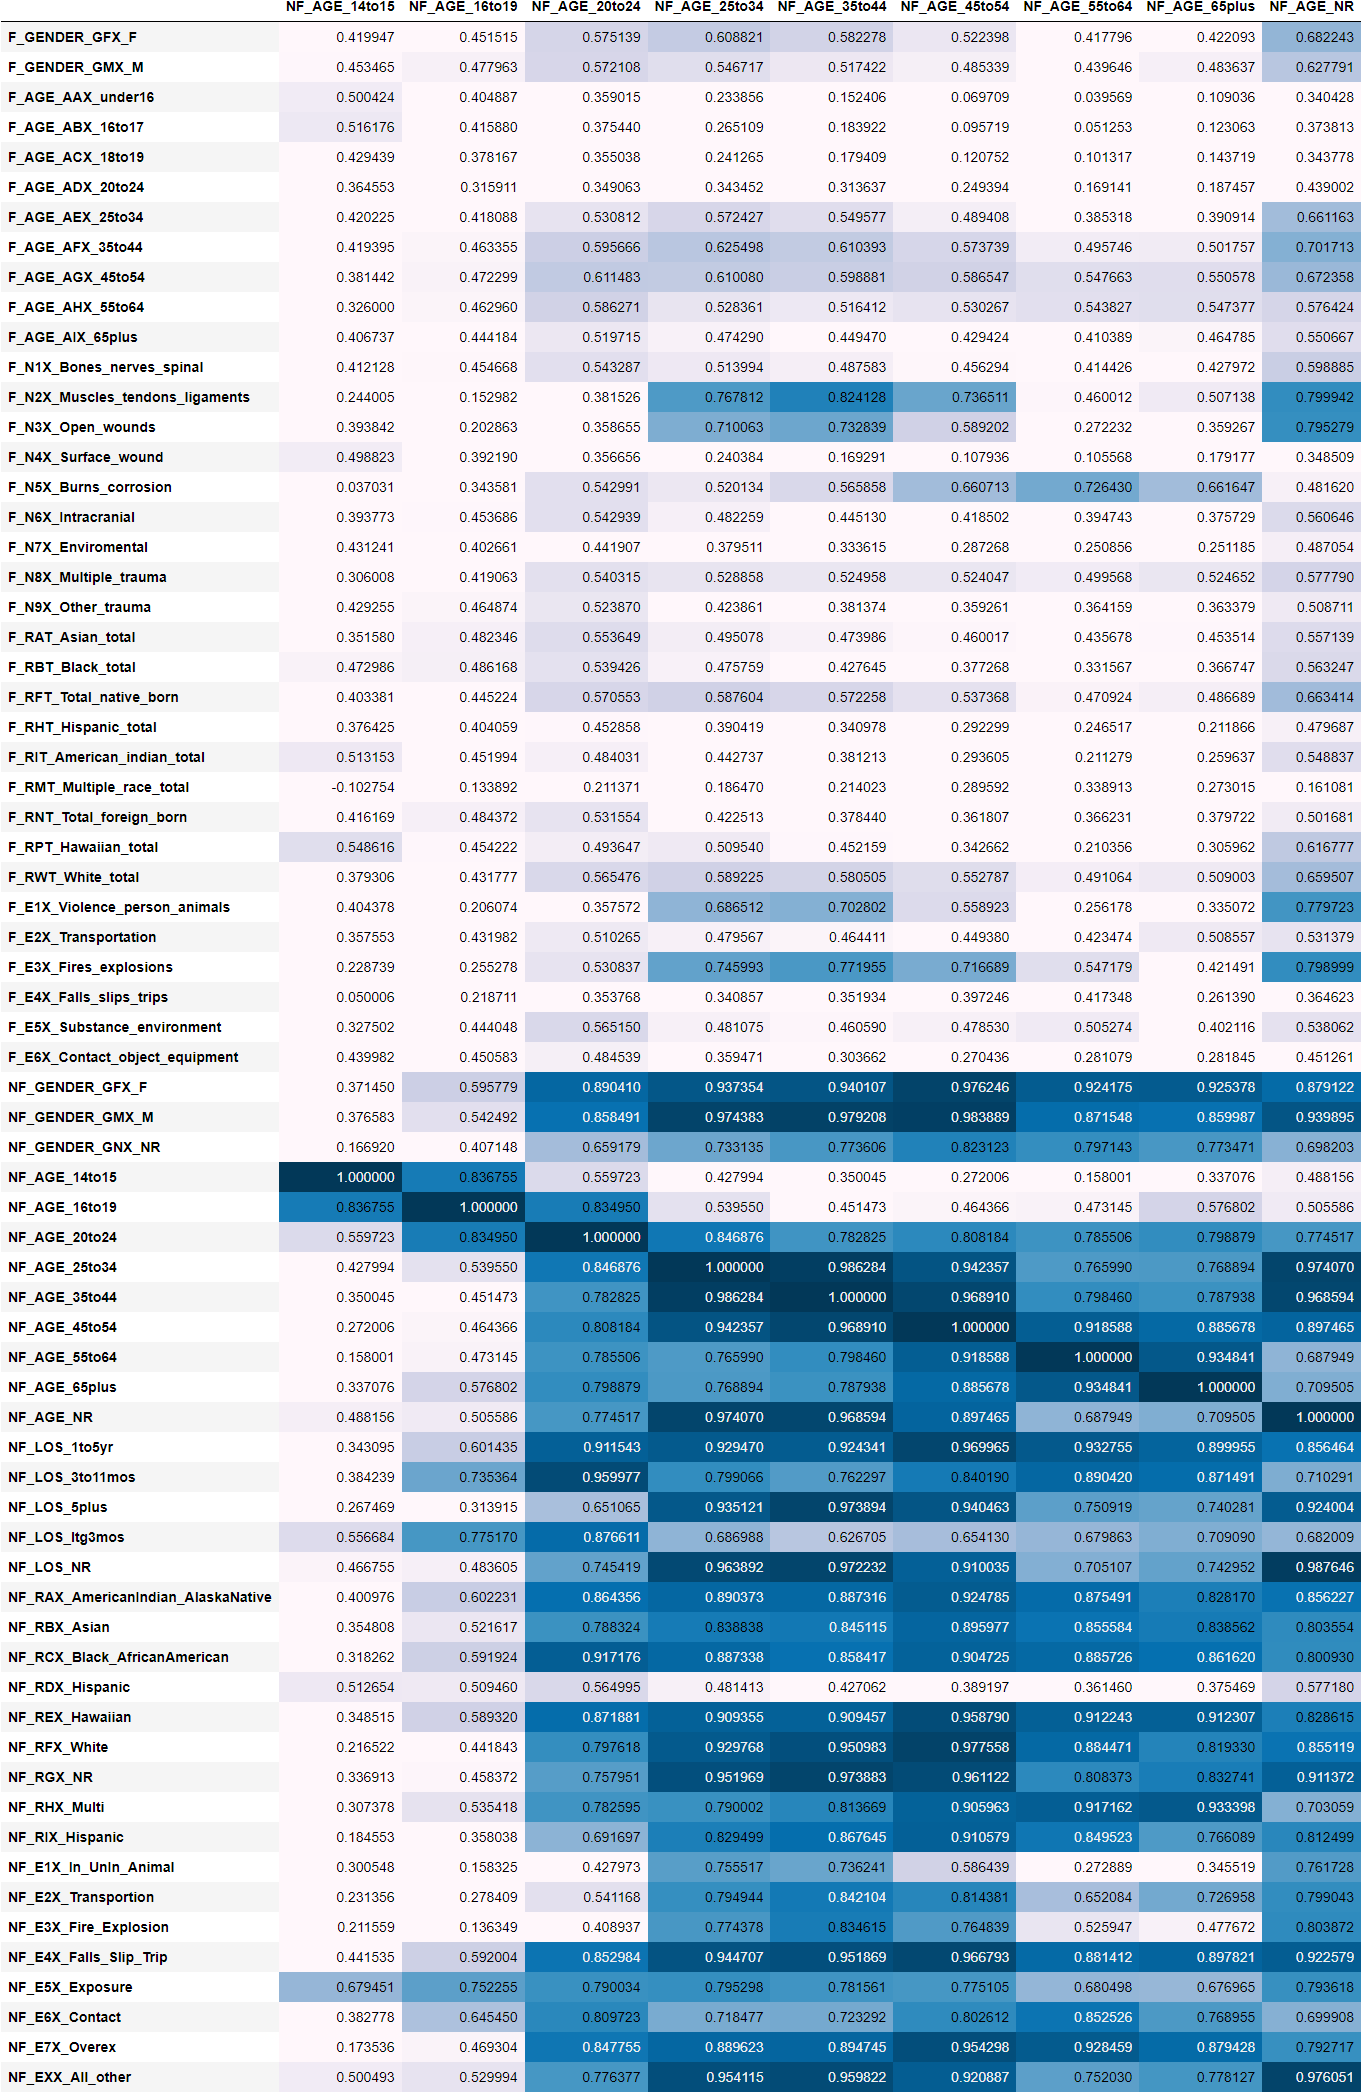 NF_AGE_14to15 NF_AGE_16to19 NF_AGE_20to24 NF_AGE_25to34 NF_AGE_35to44 NF_AGE_45to54 NF_AGE_55to64 NF_AGE_65plus NF_AGE_NR
F_GENDER_GFX_F 0.419947 0.451515 0.575139 0.608821 0.582278 0.522398 0.417796 0.422093 0.682243
F_GENDER_GMX_M 0.453465 0.477963 0.572108 0.546717 0.517422 0.485339 0.439646 0.483637 0.627791
F_AGE_AAX_under16 0.500424 0.404887 0.359015 0.233856 0.152406 0.069709 0.039569 0.109036 0.340428
F_AGE_ABX_16to17 0.516176 0.415880 0.375440 0.265109 0.183922 0.095719 0.051253 0.123063 0.373813
F_AGE_ACX_18to19 0.429439 0.378167 0.355038 0.241265 0.179409 0.120752 0.101317 0.143719 0.343778
F_AGE_ADX_20to24 0.364553 0.315911 0.349063 0.343452 0.313637 0.249394 0.169141 0.187457 0.439002
F_AGE_AEX_25to34 0.420225 0.418088 0.530812 0.572427 0.549577 0.489408 0.385318 0.390914 0.661163
F_AGE_AFX_35to44 0.419395 0.463355 0.595666 0.625498 0.610393 0.573739 0.495746 0.501757 0.701713
F_AGE_AGX_45to54 0.381442 0.472299 0.611483 0.610080 0.598881 0.586547 0.547663 0.550578 0.672358
F_AGE_AHX_55to64 0.326000 0.462960 0.586271 0.528361 0.516412 0.530267 0.543827 0.547377 0.576424
F_AGE_AIX_65plus 0.406737 0.444184 0.519715 0.474290 0.449470 0.429424 0.410389 0.464785 0.550667
F_N1X_Bones_nerves_spinal 0.412128 0.454668 0.543287 0.513994 0.487583 0.456294 0.414426 0.427972 0.598885
F_N2X_Muscles_tendons_ligaments 0.244005 0.152982 0.381526 0.767812 0.824128 0.736511 0.460012 0.507138 0.799942
F_N3X_Open_wounds 0.393842 0.202863 0.358655 0.710063 0.732839 0.589202 0.272232 0.359267 0.795279
F_N4X_Surface_wound 0.498823 0.392190 0.356656 0.240384 0.169291 0.107936 0.105568 0.179177 0.348509
F_N5X_Burns_corrosion 0.037031 0.343581 0.542991 0.520134 0.565858 0.660713 0.726430 0.661647 0.481620
F_N6X_Intracranial 0.393773 0.453686 0.542939 0.482259 0.445130 0.418502 0.394743 0.375729 0.560646
F_N7X_Enviromental 0.431241 0.402661 0.441907 0.379511 0.333615 0.287268 0.250856 0.251185 0.487054
F_N8X_Multiple_trauma 0.306008 0.419063 0.540315 0.528858 0.524958 0.524047 0.499568 0.524652 0.577790
F_N9X_Other_trauma 0.429255 0.464874 0.523870 0.423861 0.381374 0.359261 0.364159 0.363379 0.508711
F_RAT_Asian_total 0.351580 0.482346 0.553649 0.495078 0.473986 0.460017 0.435678 0.453514 0.557139
F_RBT_Black_total 0.472986 0.486168 0.539426 0.475759 0.427645 0.377268 0.331567 0.366747 0.563247
F_RFT_Total_native_born 0.403381 0.445224 0.570553 0.587604 0.572258 0.537368 0.470924 0.486689 0.663414
F_RHT_Hispanic_total 0.376425 0.404059 0.452858 0.390419 0.340978 0.292299 0.246517 0.211866 0.479687
F_RIT_American_indian_total 0.513153 0.451994 0.484031 0.442737 0.381213 0.293605 0.211279 0.259637 0.548837
F_RMT_Multiple_race_total -0.102754 0.133892 0.211371 0.186470 0.214023 0.289592 0.338913 0.273015 0.161081
F_RNT_Total_foreign_born 0.416169 0.484372 0.531554 0.422513 0.378440 0.361807 0.366231 0.379722 0.501681
F_RPT_Hawaiian_total 0.548616 0.454222 0.493647 0.509540 0.452159 0.342662 0.210356 0.305962 0.616777
F_RWT_White_total 0.379306 0.431777 0.565476 0.589225 0.580505 0.552787 0.491064 0.509003 0.659507
F_E1X_Violence_person_animals 0.404378 0.206074 0.357572 0.686512 0.702802 0.558923 0.256178 0.335072 0.779723
F_E2X_Transportation 0.357553 0.431982 0.510265 0.479567 0.464411 0.449380 0.423474 0.508557 0.531379
F_E3X_Fires_explosions 0.228739 0.255278 0.530837 0.745993 0.771955 0.716689 0.547179 0.421491 0.798999
F_E4X_Falls_slips_trips 0.050006 0.218711 0.353768 0.340857 0.351934 0.397246 0.417348 0.261390 0.364623
F_E5X_Substance_environment 0.327502 0.444048 0.565150 0.481075 0.460590 0.478530 0.505274 0.402116 0.538062
F_E6X_Contact_object_equipment 0.439982 0.450583 0.484539 0.359471 0.303662 0.270436 0.281079 0.281845 0.451261
NF_GENDER_GFX_F 0.371450 0.595779 0.890410 0.937354 0.940107 0.976246 0.924175 0.925378 0.879122
NF_GENDER_GMX_M 0.376583 0.542492 0.858491 0.974383 0.979208 0.983889 0.871548 0.859987 0.939895
NF_GENDER_GNX_NR 0.166920 0.407148 0.659179 0.733135 0.773606 0.823123 0.797143 0.773471 0.698203
NF_AGE_14to15 1.000000 0.836755 0.559723 0.427994 0.350045 0.272006 0.158001 0.337076 0.488156
NF_AGE_16to19 0.836755 1.000000 0.834950 0.539550 0.451473 0.464366 0.473145 0.576802 0.505586
NF_AGE_20to24 0.559723 0.834950 1.000000 0.846876 0.782825 0.808184 0.785506 0.798879 0.774517
NF_AGE_25to34 0.427994 0.539550 0.846876 1.000000 0.986284 0.942357 0.765990 0.768894 0.974070
NF_AGE_35to44 0.350045 0.451473 0.782825 0.986284 1.000000 0.968910 0.798460 0.787938 0.968594
NF_AGE_45to54 0.272006 0.464366 0.808184 0.942357 0.968910 1.000000 0.918588 0.885678 0.897465
NF_AGE_55to64 0.158001 0.473145 0.785506 0.765990 0.798460 0.918588 1.000000 0.934841 0.687949
NF_AGE_65plus 0.337076 0.576802 0.798879 0.768894 0.787938 0.885678 0.934841 1.000000 0.709505
NF_AGE_NR 0.488156 0.505586 0.774517 0.974070 0.968594 0.897465 0.687949 0.709505 1.000000
NF_LOS_1to5yr 0.343095 0.601435 0.911543 0.929470 0.924341 0.969965 0.932755 0.899955 0.856464
NF_LOS_3to11mos 0.384239 0.735364 0.959977 0.799066 0.762297 0.840190 0.890420 0.871491 0.710291
NF_LOS_5plus 0.267469 0.313915 0.651065 0.935121 0.973894 0.940463 0.750919 0.740281 0.924004
NF_LOS_ltg3mos 0.556684 0.775170 0.876611 0.686988 0.626705 0.654130 0.679863 0.709090 0.682009
NF_LOS_NR 0.466755 0.483605 0.745419 0.963892 0.972232 0.910035 0.705107 0.742952 0.987646
NF_RAX_AmericanIndian_AlaskaNative 0.400976 0.602231 0.864356 0.890373 0.887316 0.924785 0.875491 0.828170 0.856227
NF_RBX_Asian 0.354808 0.521617 0.788324 0.838838 0.845115 0.895977 0.855584 0.838562 0.803554
NF_RCX_Black_AfricanAmerican 0.318262 0.591924 0.917176 0.887338 0.858417 0.904725 0.885726 0.861620 0.800930
NF_RDX_Hispanic 0.512654 0.509460 0.564995 0.481413 0.427062 0.389197 0.361460 0.375469 0.577180
NF_REX_Hawaiian 0.348515 0.589320 0.871881 0.909355 0.909457 0.958790 0.912243 0.912307 0.828615
NF_RFX_White 0.216522 0.441843 0.797618 0.929768 0.950983 0.977558 0.884471 0.819330 0.855119
NF_RGX_NR 0.336913 0.458372 0.757951 0.951969 0.973883 0.961122 0.808373 0.832741 0.911372
NF_RHX_Multi 0.307378 0.535418 0.782595 0.790002 0.813669 0.905963 0.917162 0.933398 0.703059
NF_RIX_Hispanic 0.184553 0.358038 0.691697 0.829499 0.867645 0.910579 0.849523 0.766089 0.812499
NF_E1X_In_UnIn_Animal 0.300548 0.158325 0.427973 0.755517 0.736241 0.586439 0.272889 0.345519 0.761728
NF_E2X_Transportion 0.231356 0.278409 0.541168 0.794944 0.842104 0.814381 0.652084 0.726958 0.799043
NF_E3X_Fire_Explosion 0.211559 0.136349 0.408937 0.774378 0.834615 0.764839 0.525947 0.477672 0.803872
NF_E4X_Falls_Slip_Trip 0.441535 0.592004 0.852984 0.944707 0.951869 0.966793 0.881412 0.897821 0.922579
NF_E5X_Exposure 0.679451 0.752255 0.790034 0.795298 0.781561 0.775105 0.680498 0.676965 0.793618
NF_E6X_Contact 0.382778 0.645450 0.809723 0.718477 0.723292 0.802612 0.852526 0.768955 0.699908
NF_E7X_Overex 0.173536 0.469304 0.847755 0.889623 0.894745 0.954298 0.928459 0.879428 0.792717
NF_EXX_All_other 0.500493 0.529994 0.776377 0.954115 0.959822 0.920887 0.752030 0.778127 0.976051